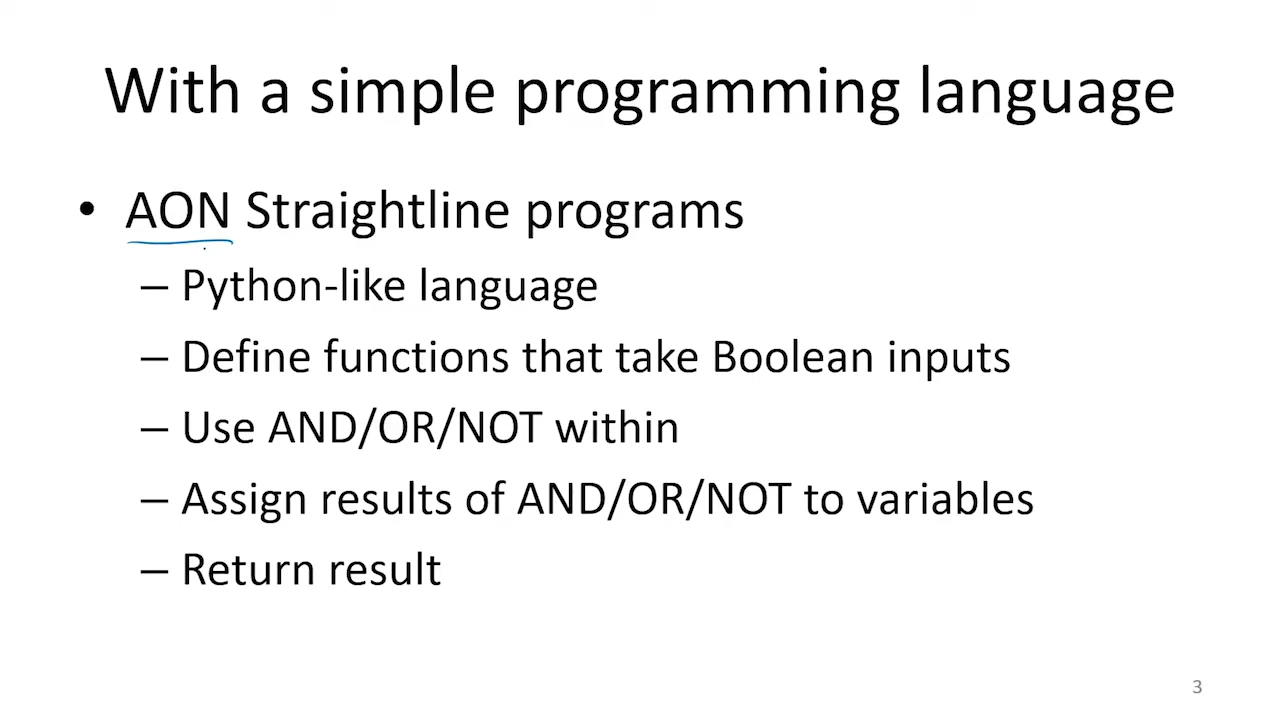 With a simple programming language
• AON Straightline programs
– Python-like language
– Define functions that take Boolean inputs
– Use AND/OR/NOT within
– Assign results of AND/OR/NOT to variables
– Return result
3